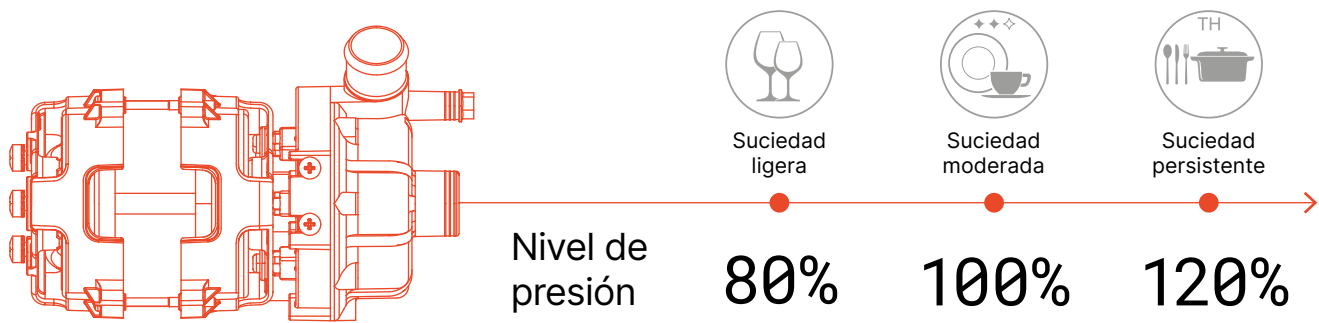 TH
Suciedad
ligera
Suciedad
moderada
Suciedad
persistente
Nivel de
presión
80%
100%
120%